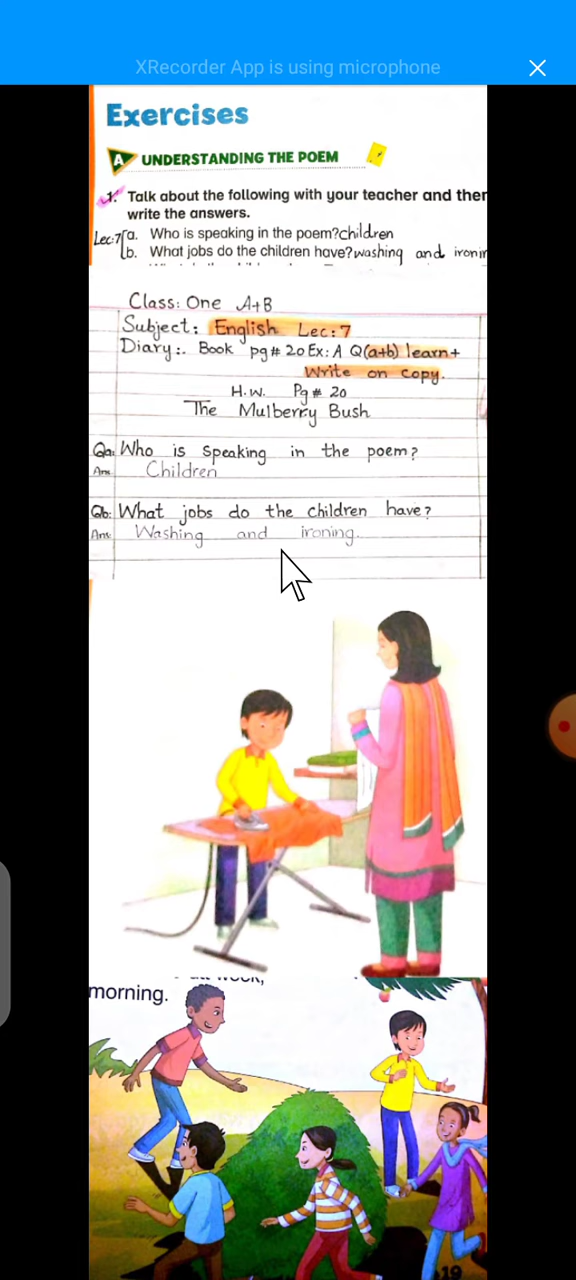 XRecorder App is using microphone
Exercises
A UNDERSTANDING THE POEM
1. Talk about the following with your teacher and then
write the answers.
Lec:7 a. Who is speaking in the poem? children
b. What jobs do the children have? washing and
Class: One A+B
Subject: English Lec: 7
Diary:. Book pg# 20 Ex: A Q(a+b) learn+
Write on Copy.
H.W. Pg # 20
The Mulberry Bush
Qa: Who is Speaking in the poem?
Ans: Children
Qb: What jobs do the children have?
Ans: Washing and ironing.
morning.
19